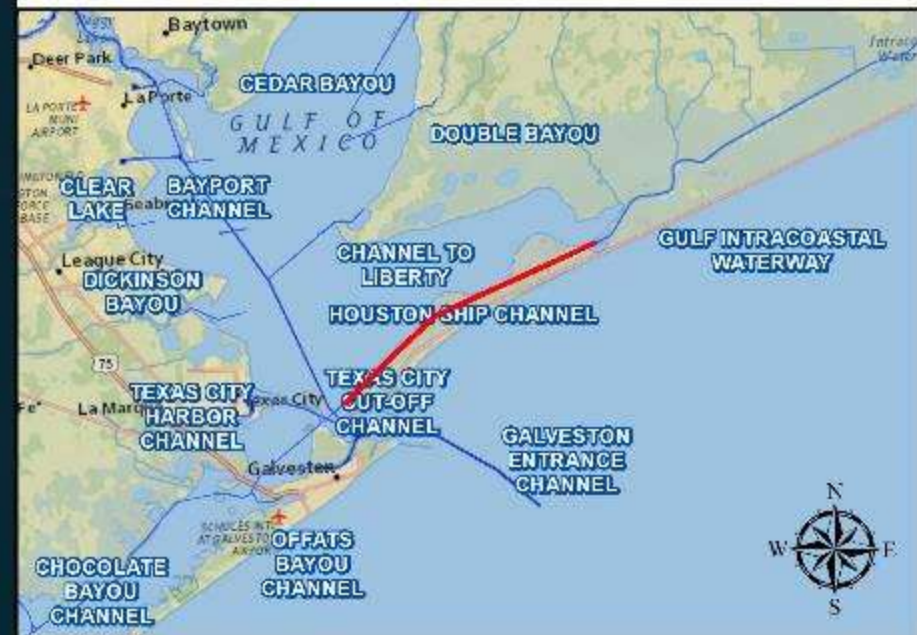 Baytown
Deer Park
La Porte
LA PORTE
MUNI
AIRPORT
CEDAR BAYOU
GULF OF
MEXICO
DOUBLE BAYOU
CLEAR
LAKE
BAYPORT
CHANNEL
League City
DICKINSON
BAYOU
CHANNEL TO
LIBERTY
GULF INTRACOASTAL
WATERWAY
HOUSTON SHIP CHANNEL
75
TEXAS CITY
HARBOR
CHANNEL
TEXAS CITY
CUT-OFF
CHANNEL
La Marq
exas City
GALVESTON
ENTRANCE
CHANNEL
Galveston
OFFATS
BAYOU
CHANNEL
CHOCOLATE
BAYOU
CHANNEL
N
W
E
S